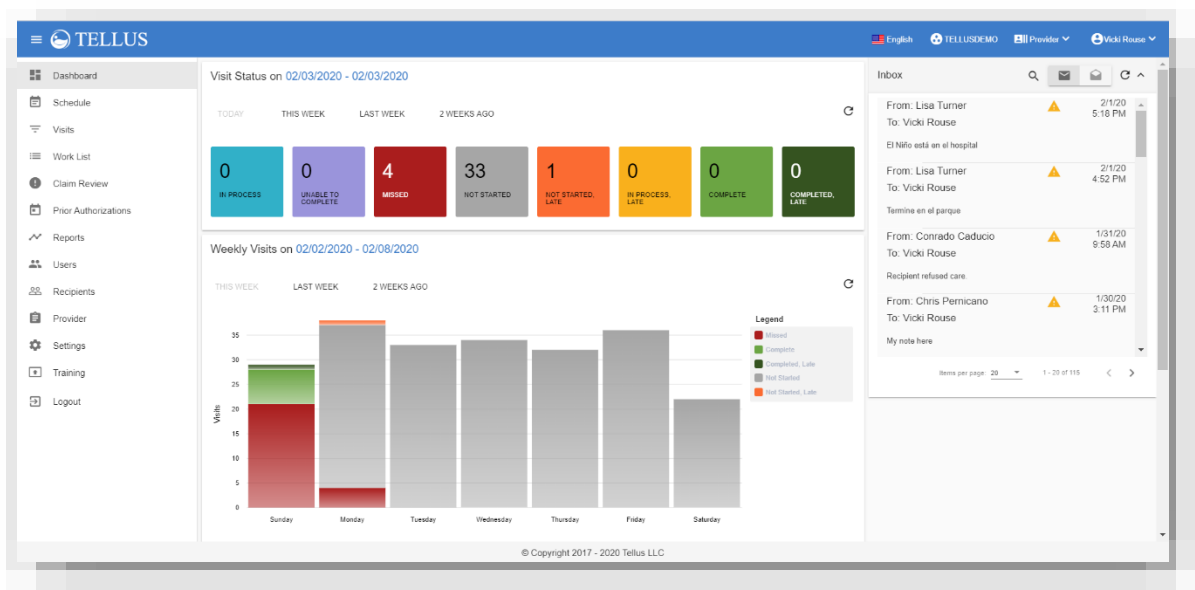 TELLUS
English
TELLUSDEMO
Provider
Vicki Rouse
Dashboard
Schedule
Visits
Work List
Claim Review
Prior Authorizations
Reports
Users
Recipients
Provider
Settings
Training
Logout
Visit Status on 02/03/2020 - 02/03/2020
TODAY THIS WEEK LAST WEEK 2 WEEKS AGO
0
IN PROCESS
0
UNABLE TO
COMPLETE
4
MISSED
33
NOT STARTED
1
NOT STARTED,
LATE
0
IN PROCESS,
LATE
0
COMPLETE
0
COMPLETED,
LATE
Weekly Visits on 02/02/2020 - 02/08/2020
THIS WEEK LAST WEEK 2 WEEKS AGO
Visits
35
30
25
20
15
10
5
0
Sunday Monday Tuesday Wednesday Thursday Friday Saturday
Legend
Missed
Complete
Completed, Late
Not Started
Not Started, Late
Inbox
From: Lisa Turner
To: Vicki Rouse
2/1/20
5:18 PM
El Niño está en el hospital
From: Lisa Turner
To: Vicki Rouse
2/1/20
4:52 PM
Termine en el parque
From: Conrado Caducio
To: Vicki Rouse
1/31/20
9:58 AM
Recipient refused care.
From: Chris Pernicano
To: Vicki Rouse
1/30/20
3:11 PM
My note here
Items per page: 20 1 - 20 of 115
© Copyright 2017 - 2020 Tellus LLC